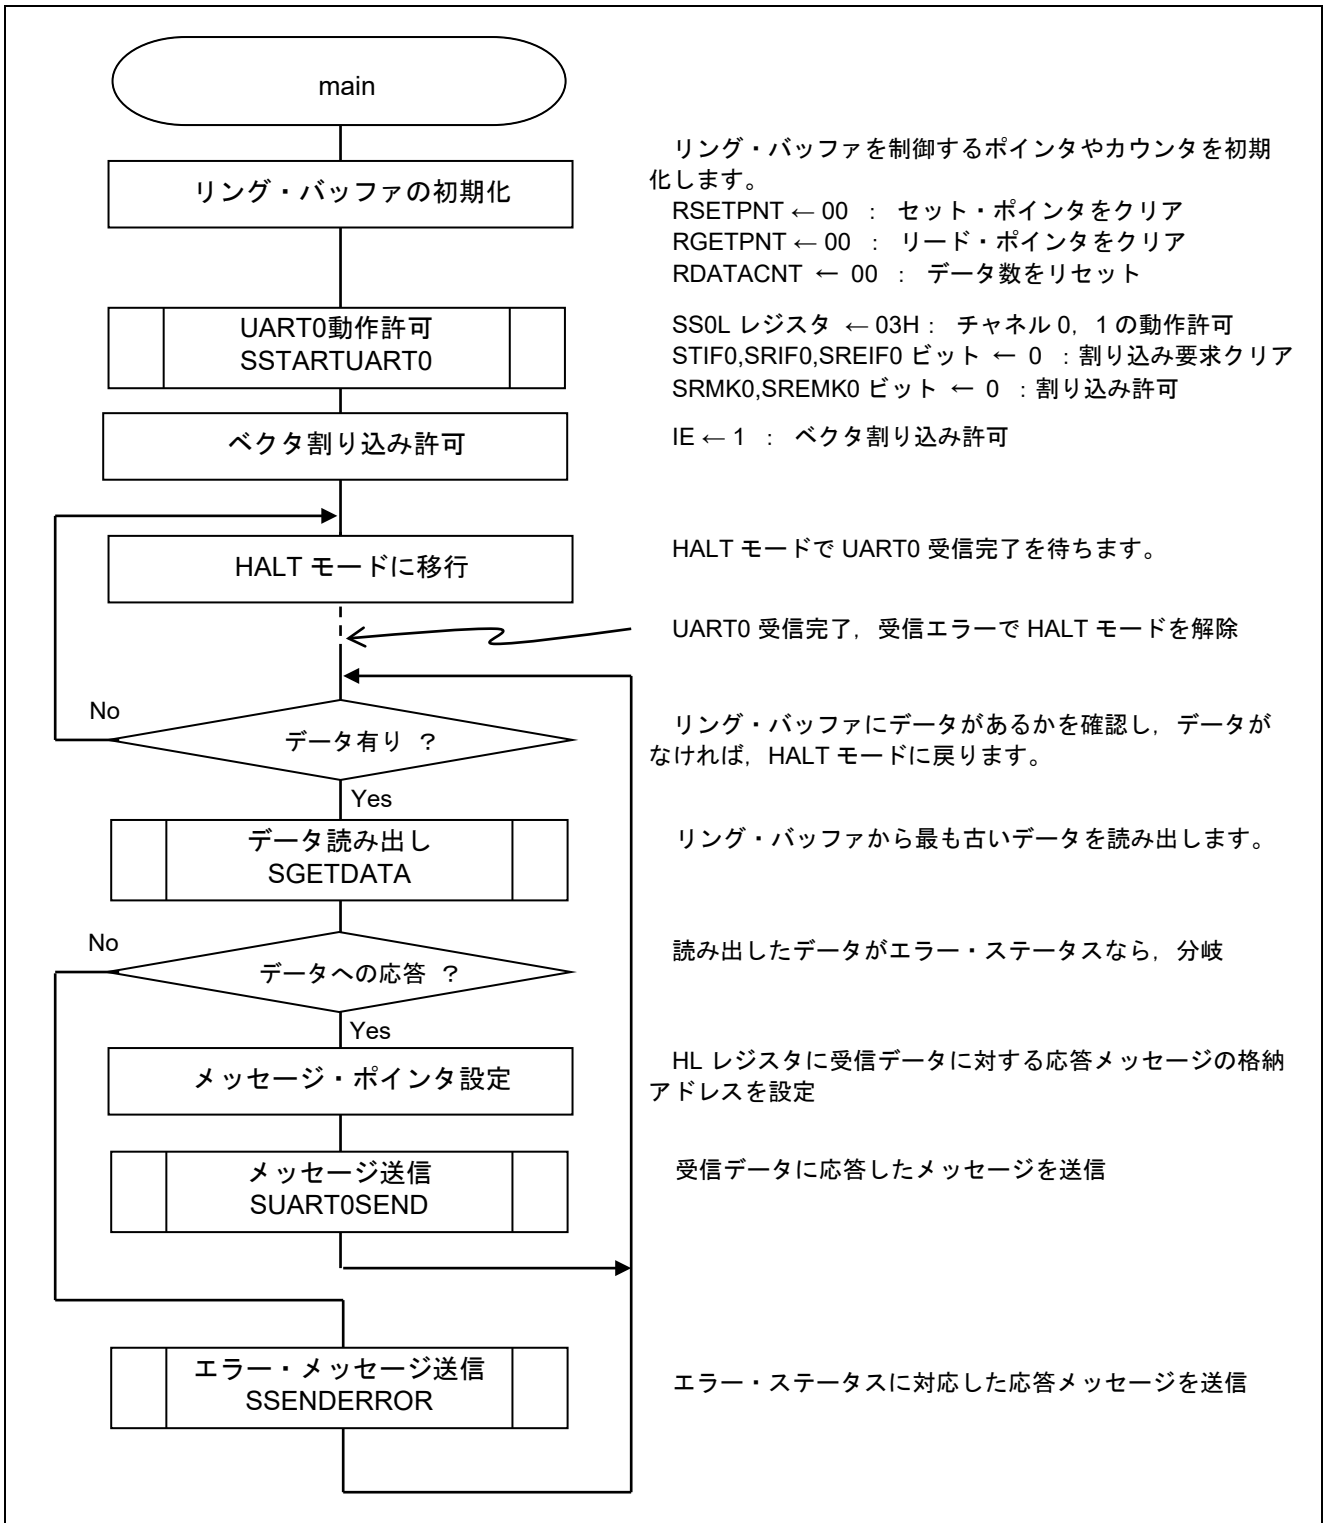 main
リング・バッファの初期化
リング・バッファを制御するポインタやカウンタを初期
化します。
RSETPNT ← 00 ： セット・ポインタをクリア
RGETPNT ← 00 ： リード・ポインタをクリア
RDATACNT ← 00 ： データ数をリセット
UART0動作許可
SSTARTUART0
SS0L レジスタ ← 03H： チャネル 0，1 の動作許可
STIF0,SRIF0,SREIF0 ビット ← 0 ：割り込み要求クリア
SRMK0,SREMK0 ビット ← 0 ：割り込み許可
ベクタ割り込み許可
IE ← 1 ： ベクタ割り込み許可
HALT モードに移行
HALT モードで UART0 受信完了を待ちます。
UART0 受信完了，受信エラーで HALT モードを解除
No
データ有り ？
リング・バッファにデータがあるかを確認し，データが
なければ，HALT モードに戻ります。
Yes
データ読み出し
SGETDATA
リング・バッファから最も古いデータを読み出します。
No
データへの応答 ？
読み出したデータがエラー・ステータスなら，分岐
Yes
メッセージ・ポインタ設定
HL レジスタに受信データに対する応答メッセージの格納
アドレスを設定
メッセージ送信
SUART0SEND
受信データに応答したメッセージを送信
エラー・メッセージ送信
SSENDERROR
エラー・ステータスに対応した応答メッセージを送信